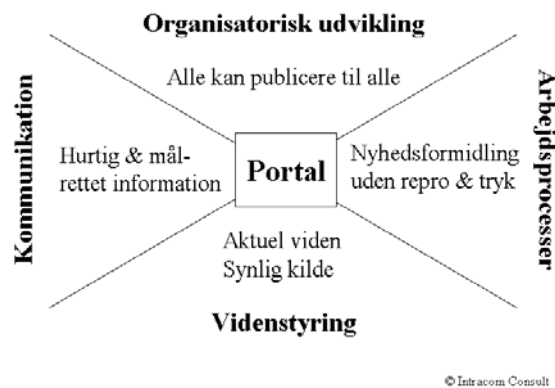 Organisatorisk udvikling
Alle kan publicere til alle
Kommunikation
Hurtig & mål-
rettet information
Portal
Nyhedsformidling
uden repro & tryk
Arbejdsprocesser
Aktuel viden
Synlig kilde
Videnstyring
© Intracom Consult